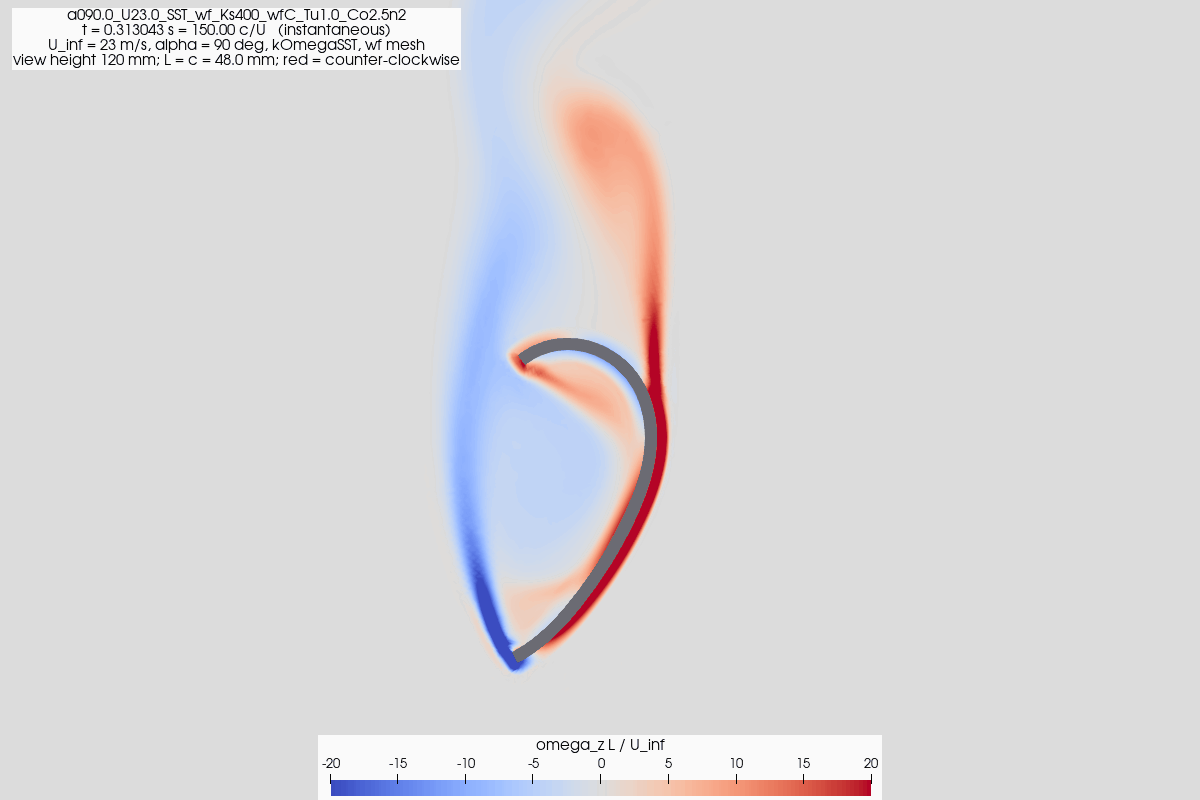 a090.0_U23.0_SST_wf_Ks400_wfC_Tu1.0_Co2.5n2
t = 0.313043 s = 150.00 c/U (instantaneous)
U_inf = 23 m/s, alpha = 90 deg, kOmegaSST, wf mesh
view height 120 mm; L = c = 48.0 mm; red = counter-clockwise
omega_z L / U_inf
-20 -15 -10 -5 0 5 10 15 20